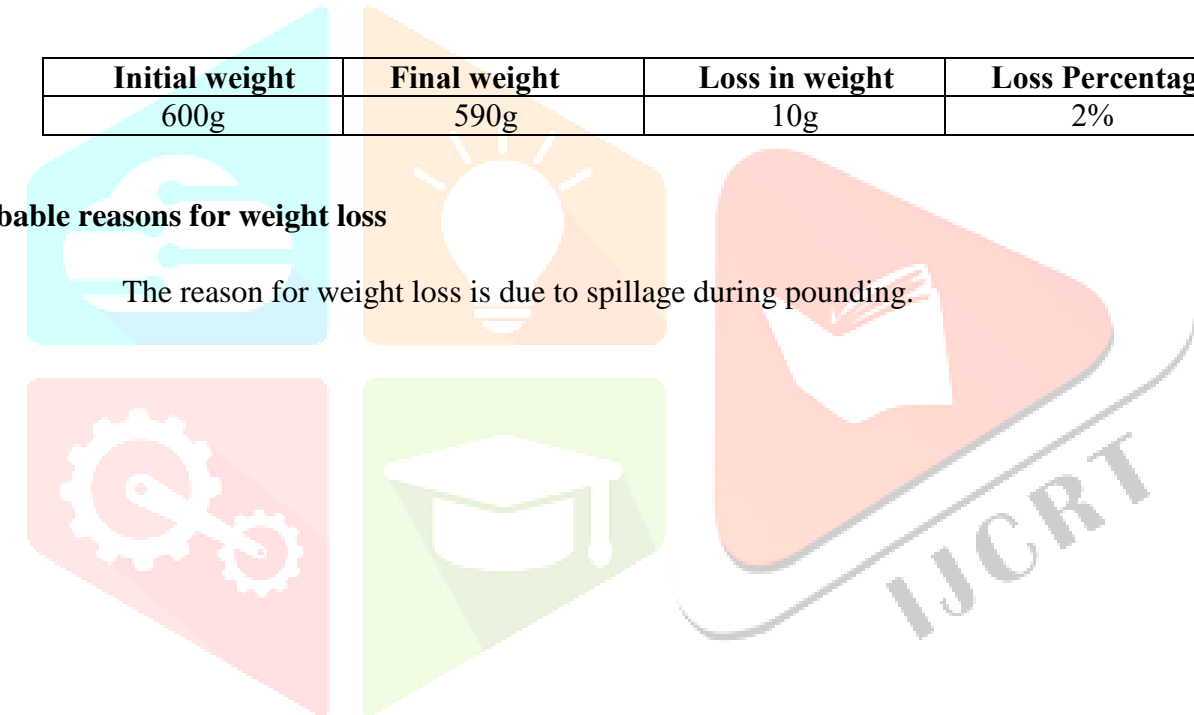 Initial weight Final weight Loss in weight Loss Percentag
600g 590g 10g 2%
bable reasons for weight loss
The reason for weight loss is due to spillage during pounding.
IJCRT